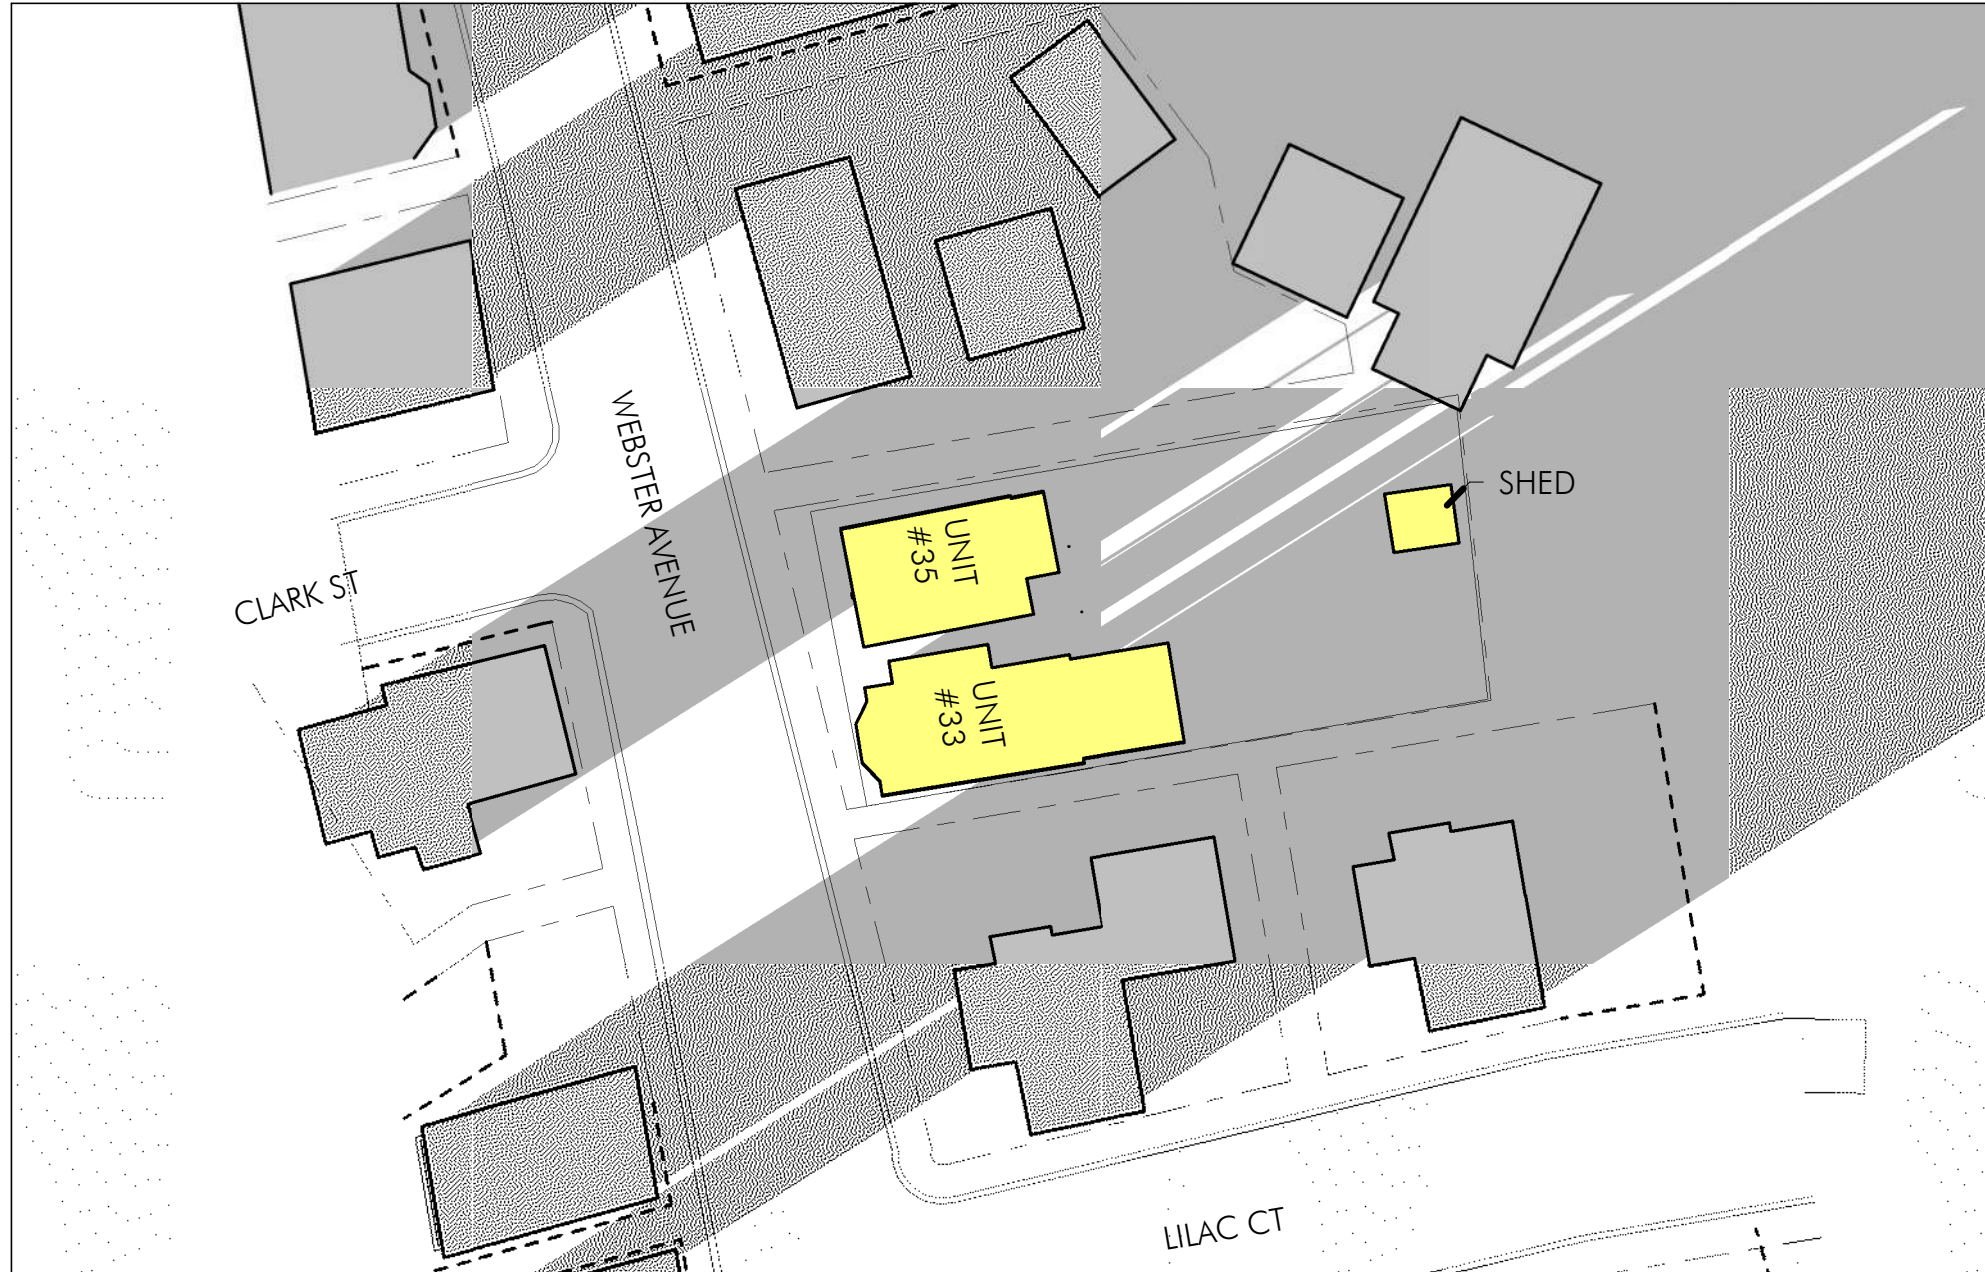 WEBSTER AVENUE
SHED
UNIT
#35
CLARK ST
UNIT
#33
LILAC CT